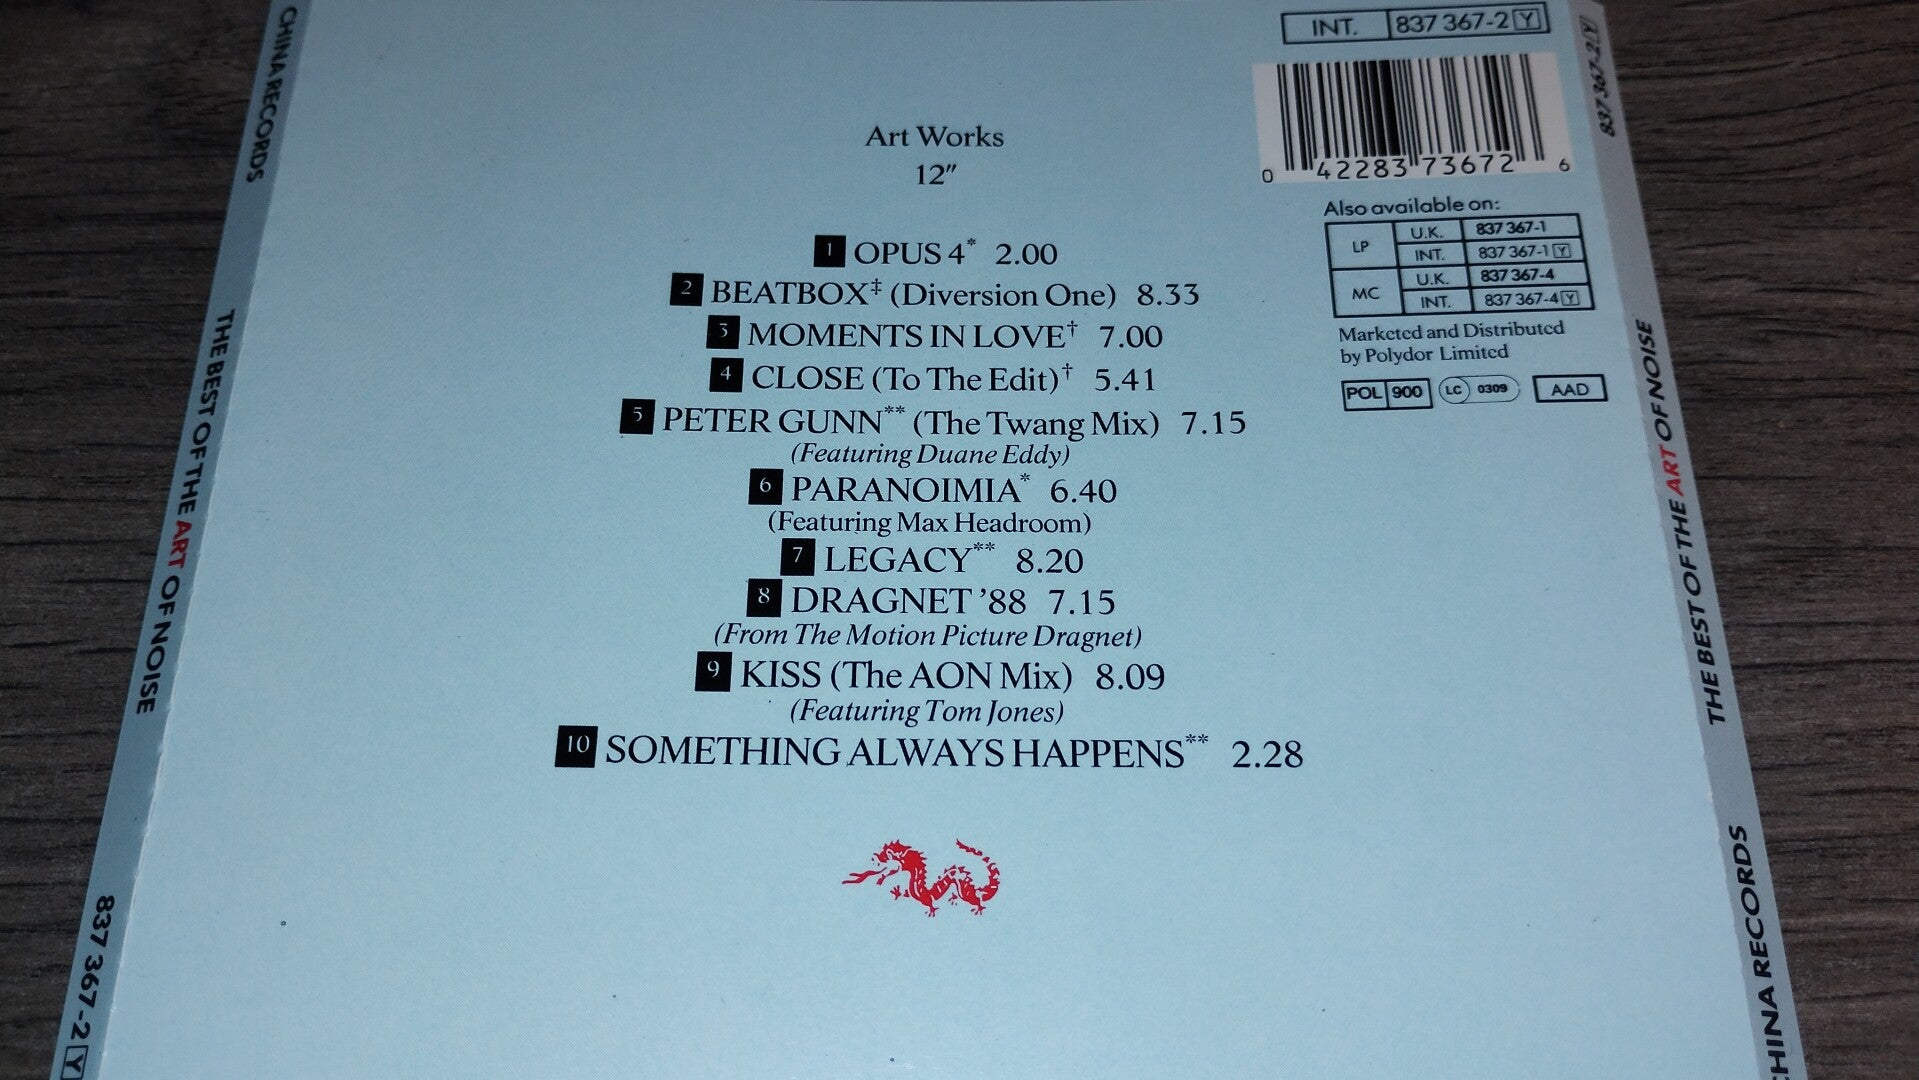 CHINA RECORDS
THE BEST OF THE ART OF NOISE
837 367-2 Y
Art Works
12″
1 OPUS 4* 2.00
2 BEATBOX‡ (Diversion One) 8.33
3 MOMENTS IN LOVE† 7.00
4 CLOSE (To The Edit)† 5.41
5 PETER GUNN** (The Twang Mix) 7.15
(Featuring Duane Eddy)
6 PARANOIMIA* 6.40
(Featuring Max Headroom)
7 LEGACY** 8.20
8 DRAGNET ’88 7.15
(From The Motion Picture Dragnet)
9 KISS (The AON Mix) 8.09
(Featuring Tom Jones)
10 SOMETHING ALWAYS HAPPENS** 2.28
INT. 837 367-2 Y
0 42283 73672 6
Also available on:
LP U.K. 837 367-1
INT. 837 367-1 Y
MC U.K. 837 367-4
INT. 837 367-4 Y
Marketed and Distributed
by Polydor Limited
POL 900 LC 0309 AAD
837 367-2 Y
THE BEST OF THE ART OF NOISE
CHINA RECORDS